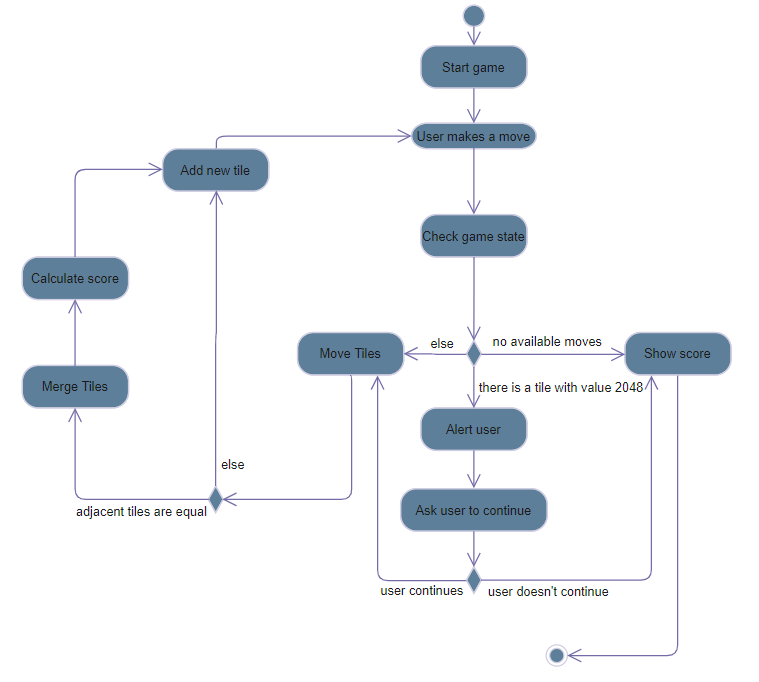 Start game
User makes a move
Add new tile
Check game state
Calculate score
else
no available moves
Move Tiles
Show score
Merge Tiles
there is a tile with value 2048
Alert user
else
adjacent tiles are equal
Ask user to continue
user continues
user doesn't continue